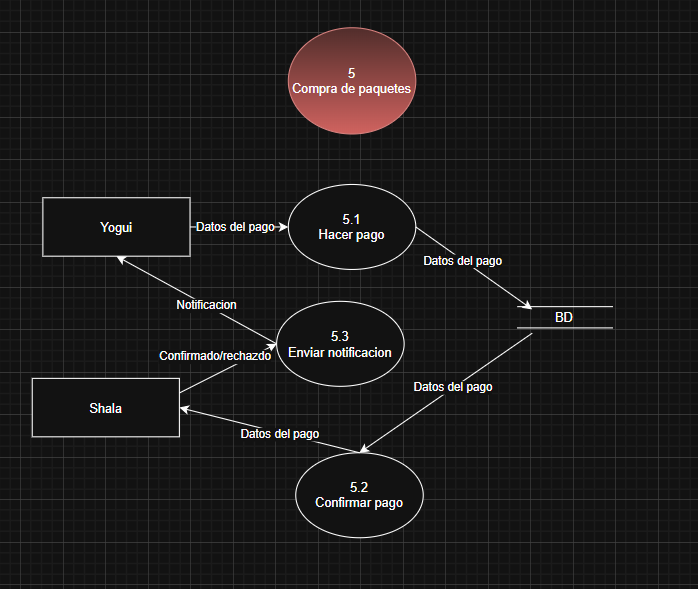 5
Compra de paquetes
Yogui
Datos del pago
5.1
Hacer pago
Datos del pago
Notificacion
BD
5.3
Enviar notificacion
Confirmado/rechazdo
Datos del pago
Shala
Datos del pago
5.2
Confirmar pago